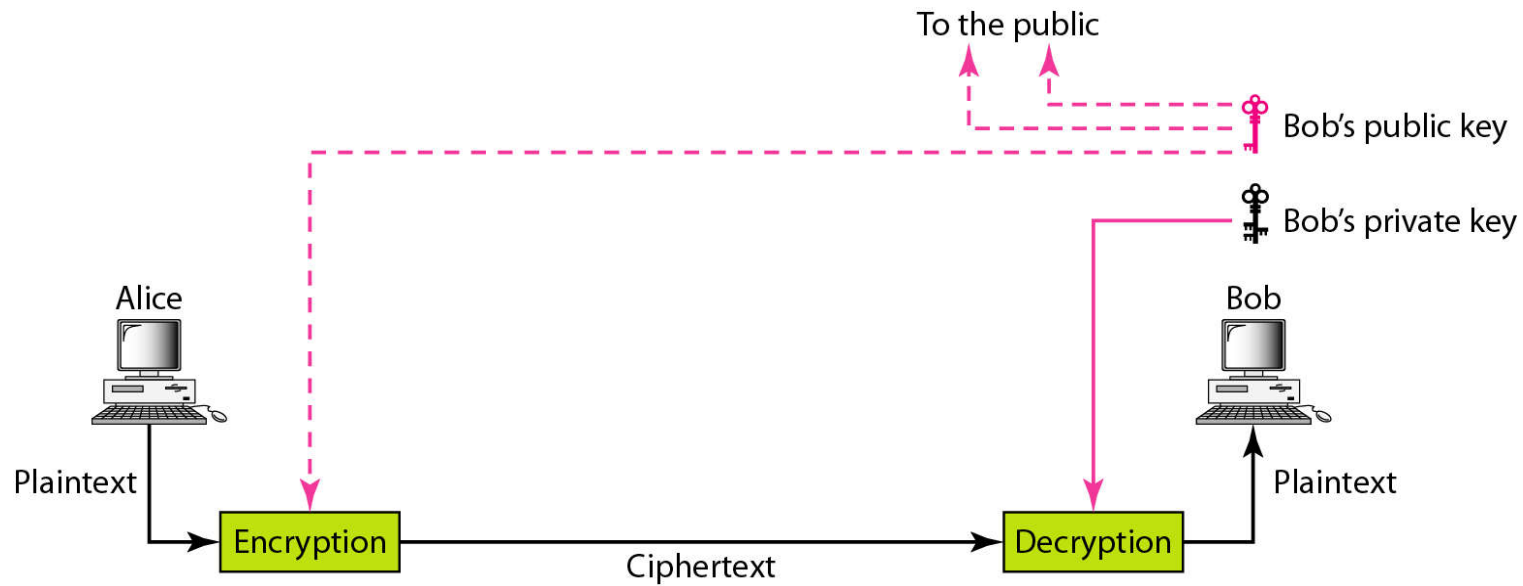 To the public
Bob’s public key
Bob’s private key
Alice
Bob
Plaintext
Plaintext
Encryption
Decryption
Ciphertext